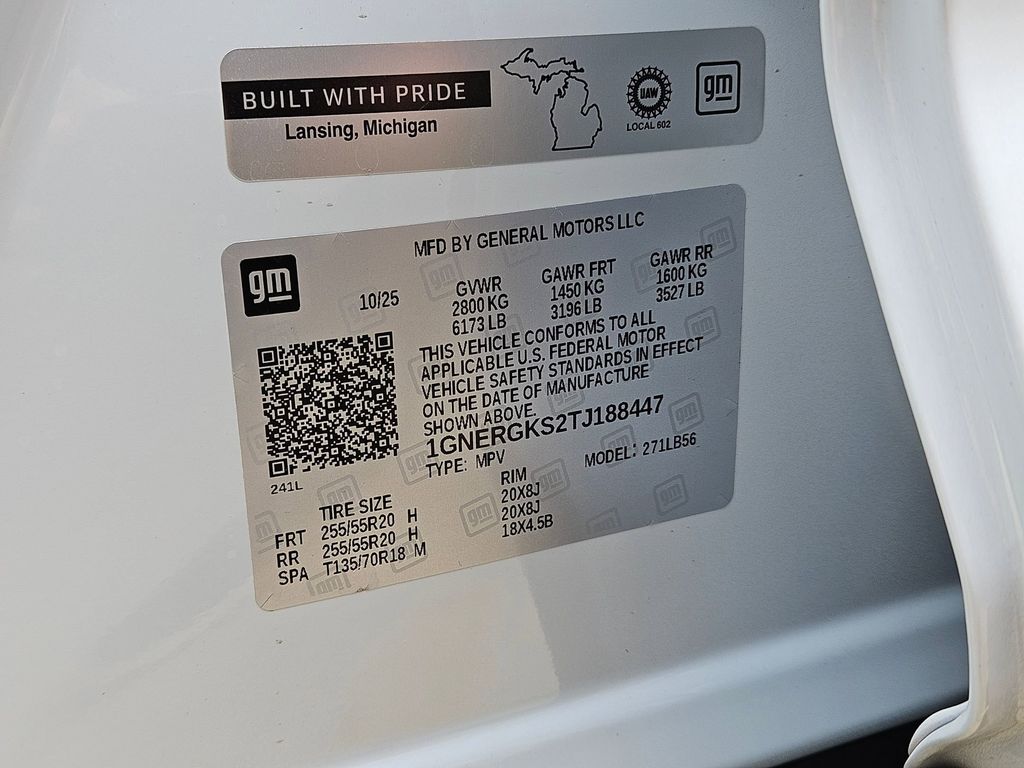 BUILT WITH PRIDE
Lansing, Michigan
UAW
LOCAL 602
gm
MFD BY GENERAL MOTORS LLC
gm
10/25
GVWR GAWR FRT GAWR RR
2800 KG 1450 KG 1600 KG
6173 LB 3196 LB 3527 LB
THIS VEHICLE CONFORMS TO ALL
APPLICABLE U.S. FEDERAL MOTOR
VEHICLE SAFETY STANDARDS IN EFFECT
ON THE DATE OF MANUFACTURE
SHOWN ABOVE.
1GNERGKS2TJ188447
TYPE: MPV MODEL: 271LB56
241L
TIRE SIZE RIM
FRT 255/55R20 H 20X8J
RR 255/55R20 H 20X8J
SPA T135/70R18 M 18X4.5B